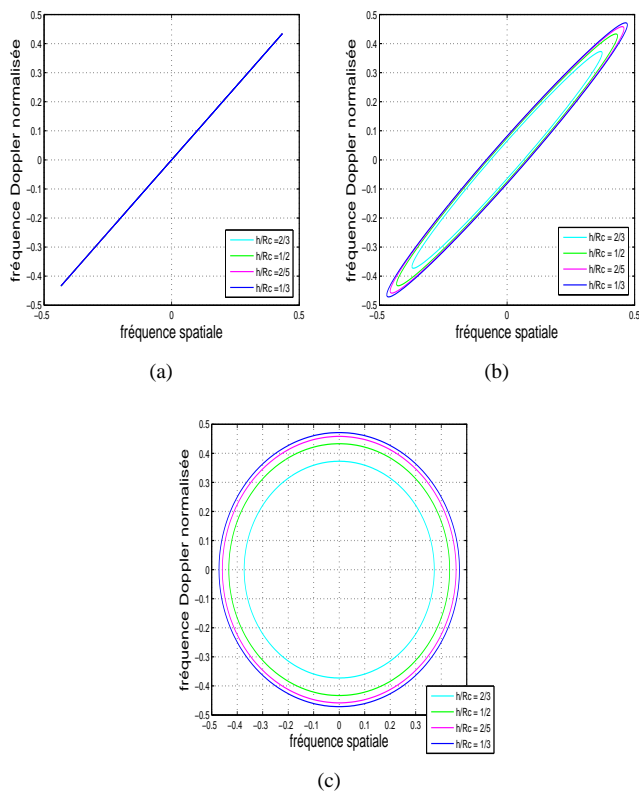 (a)
fréquence Doppler normalisée
0.5
0.4
0.3
0.2
0.1
0
−0.1
−0.2
−0.3
−0.4
−0.5
−0.5
0
0.5
fréquence spatiale
h/Rc =2/3
h/Rc =1/2
h/Rc =2/5
h/Rc =1/3
(a)
(b)
fréquence Doppler normalisée
0.5
0.4
0.3
0.2
0.1
0
−0.1
−0.2
−0.3
−0.4
−0.5
−0.5
0
0.5
fréquence spatiale
h/Rc = 2/3
h/Rc = 1/2
h/Rc = 2/5
h/Rc = 1/3
(b)
fréquence Doppler normalisée
0.5
0.4
0.3
0.2
0.1
0
−0.1
−0.2
−0.3
−0.4
−0.5
−0.5 −0.4 −0.3 −0.2 −0.1 0 0.1 0.2 0.3
fréquence spatiale
h/Rc = 2/3
h/Rc = 1/2
h/Rc = 2/5
h/Rc = 1/3
(c)